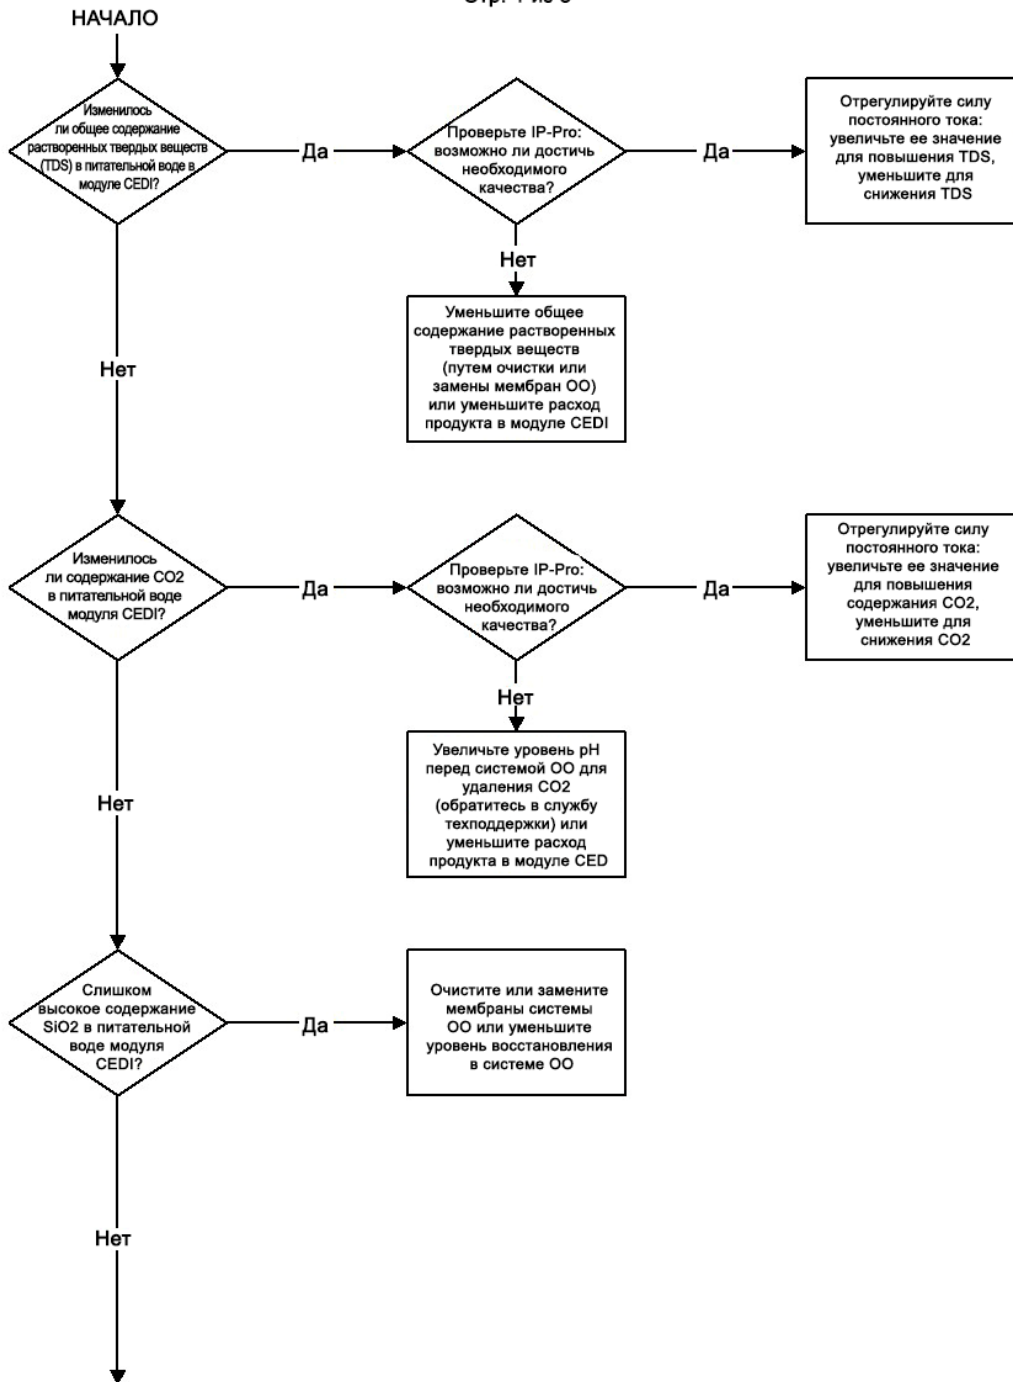 НАЧАЛО
Изменилось
ли общее содержание
растворенных твердых веществ
(TDS) в питательной воде в
модуле CEDI?
Да
Проверьте IP-Pro:
возможно ли достичь
необходимого
качества?
Да
Отрегулируйте силу
постоянного тока:
увеличьте ее значение
для повышения TDS,
уменьшите для
снижения TDS
Нет
Уменьшите общее
содержание растворенных
твердых веществ
(путем очистки или
замены мембран ОО)
или уменьшите расход
продукта в модуле CEDI
Нет
Изменилось
ли содержание CO2
в питательной воде
модуля CEDI?
Да
Проверьте IP-Pro:
возможно ли достичь
необходимого
качества?
Да
Отрегулируйте силу
постоянного тока:
увеличьте ее значение
для повышения
содержания CO2,
уменьшите для
снижения CO2
Нет
Увеличьте уровень pH
перед системой ОО для
удаления CO2
(обратитесь в службу
техподдержки) или
уменьшите расход
продукта в модуле CED
Нет
Слишком
высокое содержание
SiO2 в питательной
воде модуля
CEDI?
Да
Очистите или замените
мембраны системы
ОО или уменьшите
уровень восстановления
в системе ОО
Нет